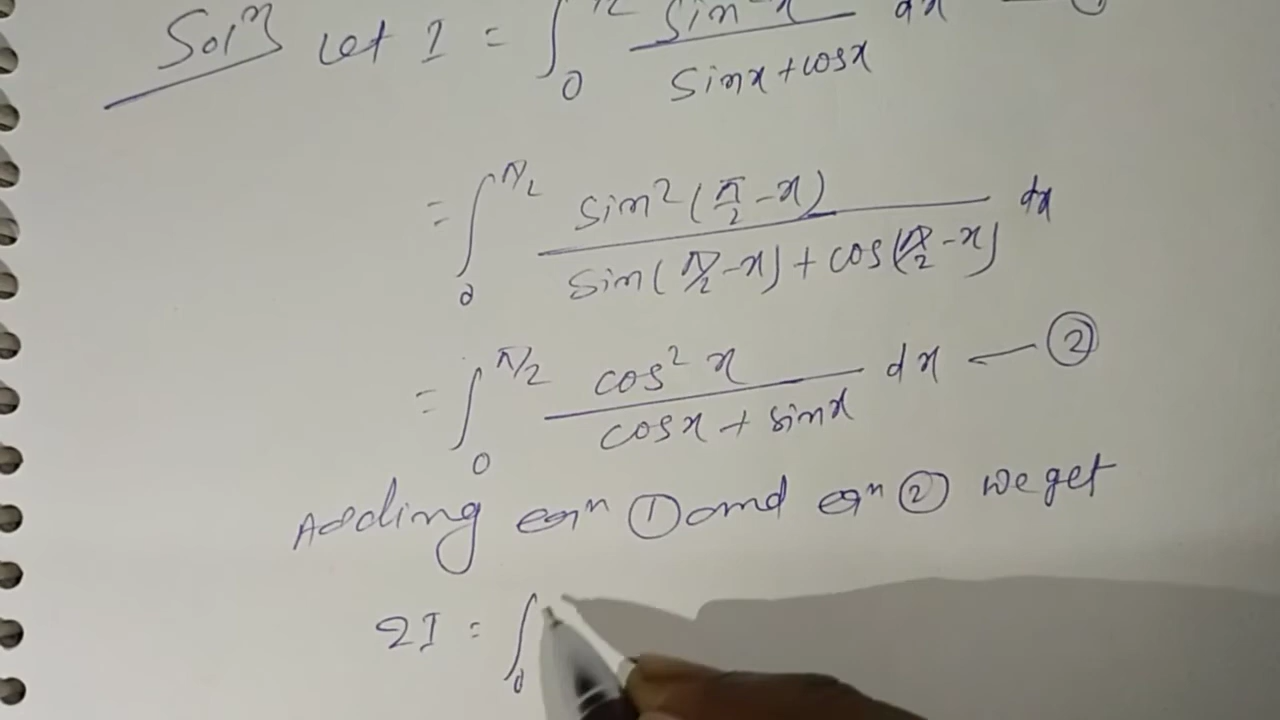 Solⁿ Let I = ∫₀^π/2 sin²x / sinx + cosx dx — ①
= ∫₀^π/2 sin²(π/2 - x) / sin(π/2 - x) + cos(π/2 - x) dx
= ∫₀^π/2 cos²x / cosx + sinx dx — ②
Adding eqⁿ ① and eqⁿ ② we get
2I = ∫₀